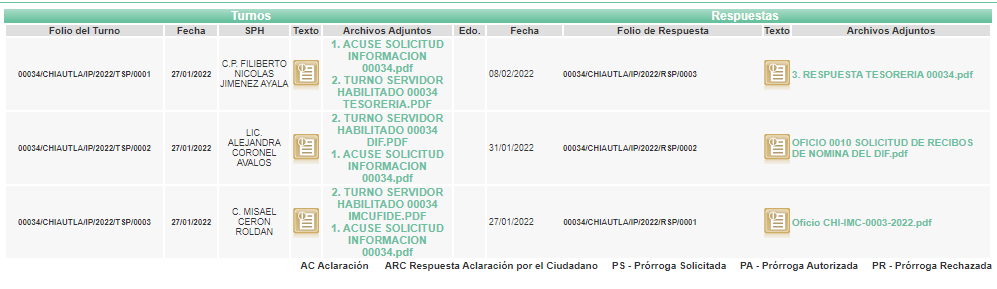 Turnos Respuestas
Folio del Turno Fecha SPH Texto Archivos Adjuntos Edo. Fecha Folio de Respuesta Texto Archivos Adjuntos
00034/CHIAUTLA/IP/2022/TSP/0001 27/01/2022
C.P. FILIBERTO
NICOLAS
JIMENEZ AYALA
1. ACUSE SOLICITUD
INFORMACION
00034.pdf
2. TURNO SERVIDOR
HABILITADO 00034
TESORERIA.PDF
08/02/2022 00034/CHIAUTLA/IP/2022/RSP/0003
3. RESPUESTA TESORERIA 00034.pdf
00034/CHIAUTLA/IP/2022/TSP/0002 27/01/2022
LIC.
ALEJANDRA
CORONEL
AVALOS
2. TURNO SERVIDOR
HABILITADO 00034
DIF.PDF
1. ACUSE SOLICITUD
INFORMACION
00034.pdf
31/01/2022 00034/CHIAUTLA/IP/2022/RSP/0002
OFICIO 0010 SOLICITUD DE RECIBOS
DE NOMINA DEL DIF.pdf
00034/CHIAUTLA/IP/2022/TSP/0003 27/01/2022
C. MISAEL
CERON
ROLDAN
2. TURNO SERVIDOR
HABILITADO 00034
IMCUFIDE.PDF
1. ACUSE SOLICITUD
INFORMACION
00034.pdf
27/01/2022 00034/CHIAUTLA/IP/2022/RSP/0001
Oficio CHI-IMC-0003-2022.pdf
AC Aclaración ARC Respuesta Aclaración por el Ciudadano PS - Prórroga Solicitada PA - Prórroga Autorizada PR - Prórroga Rechazada